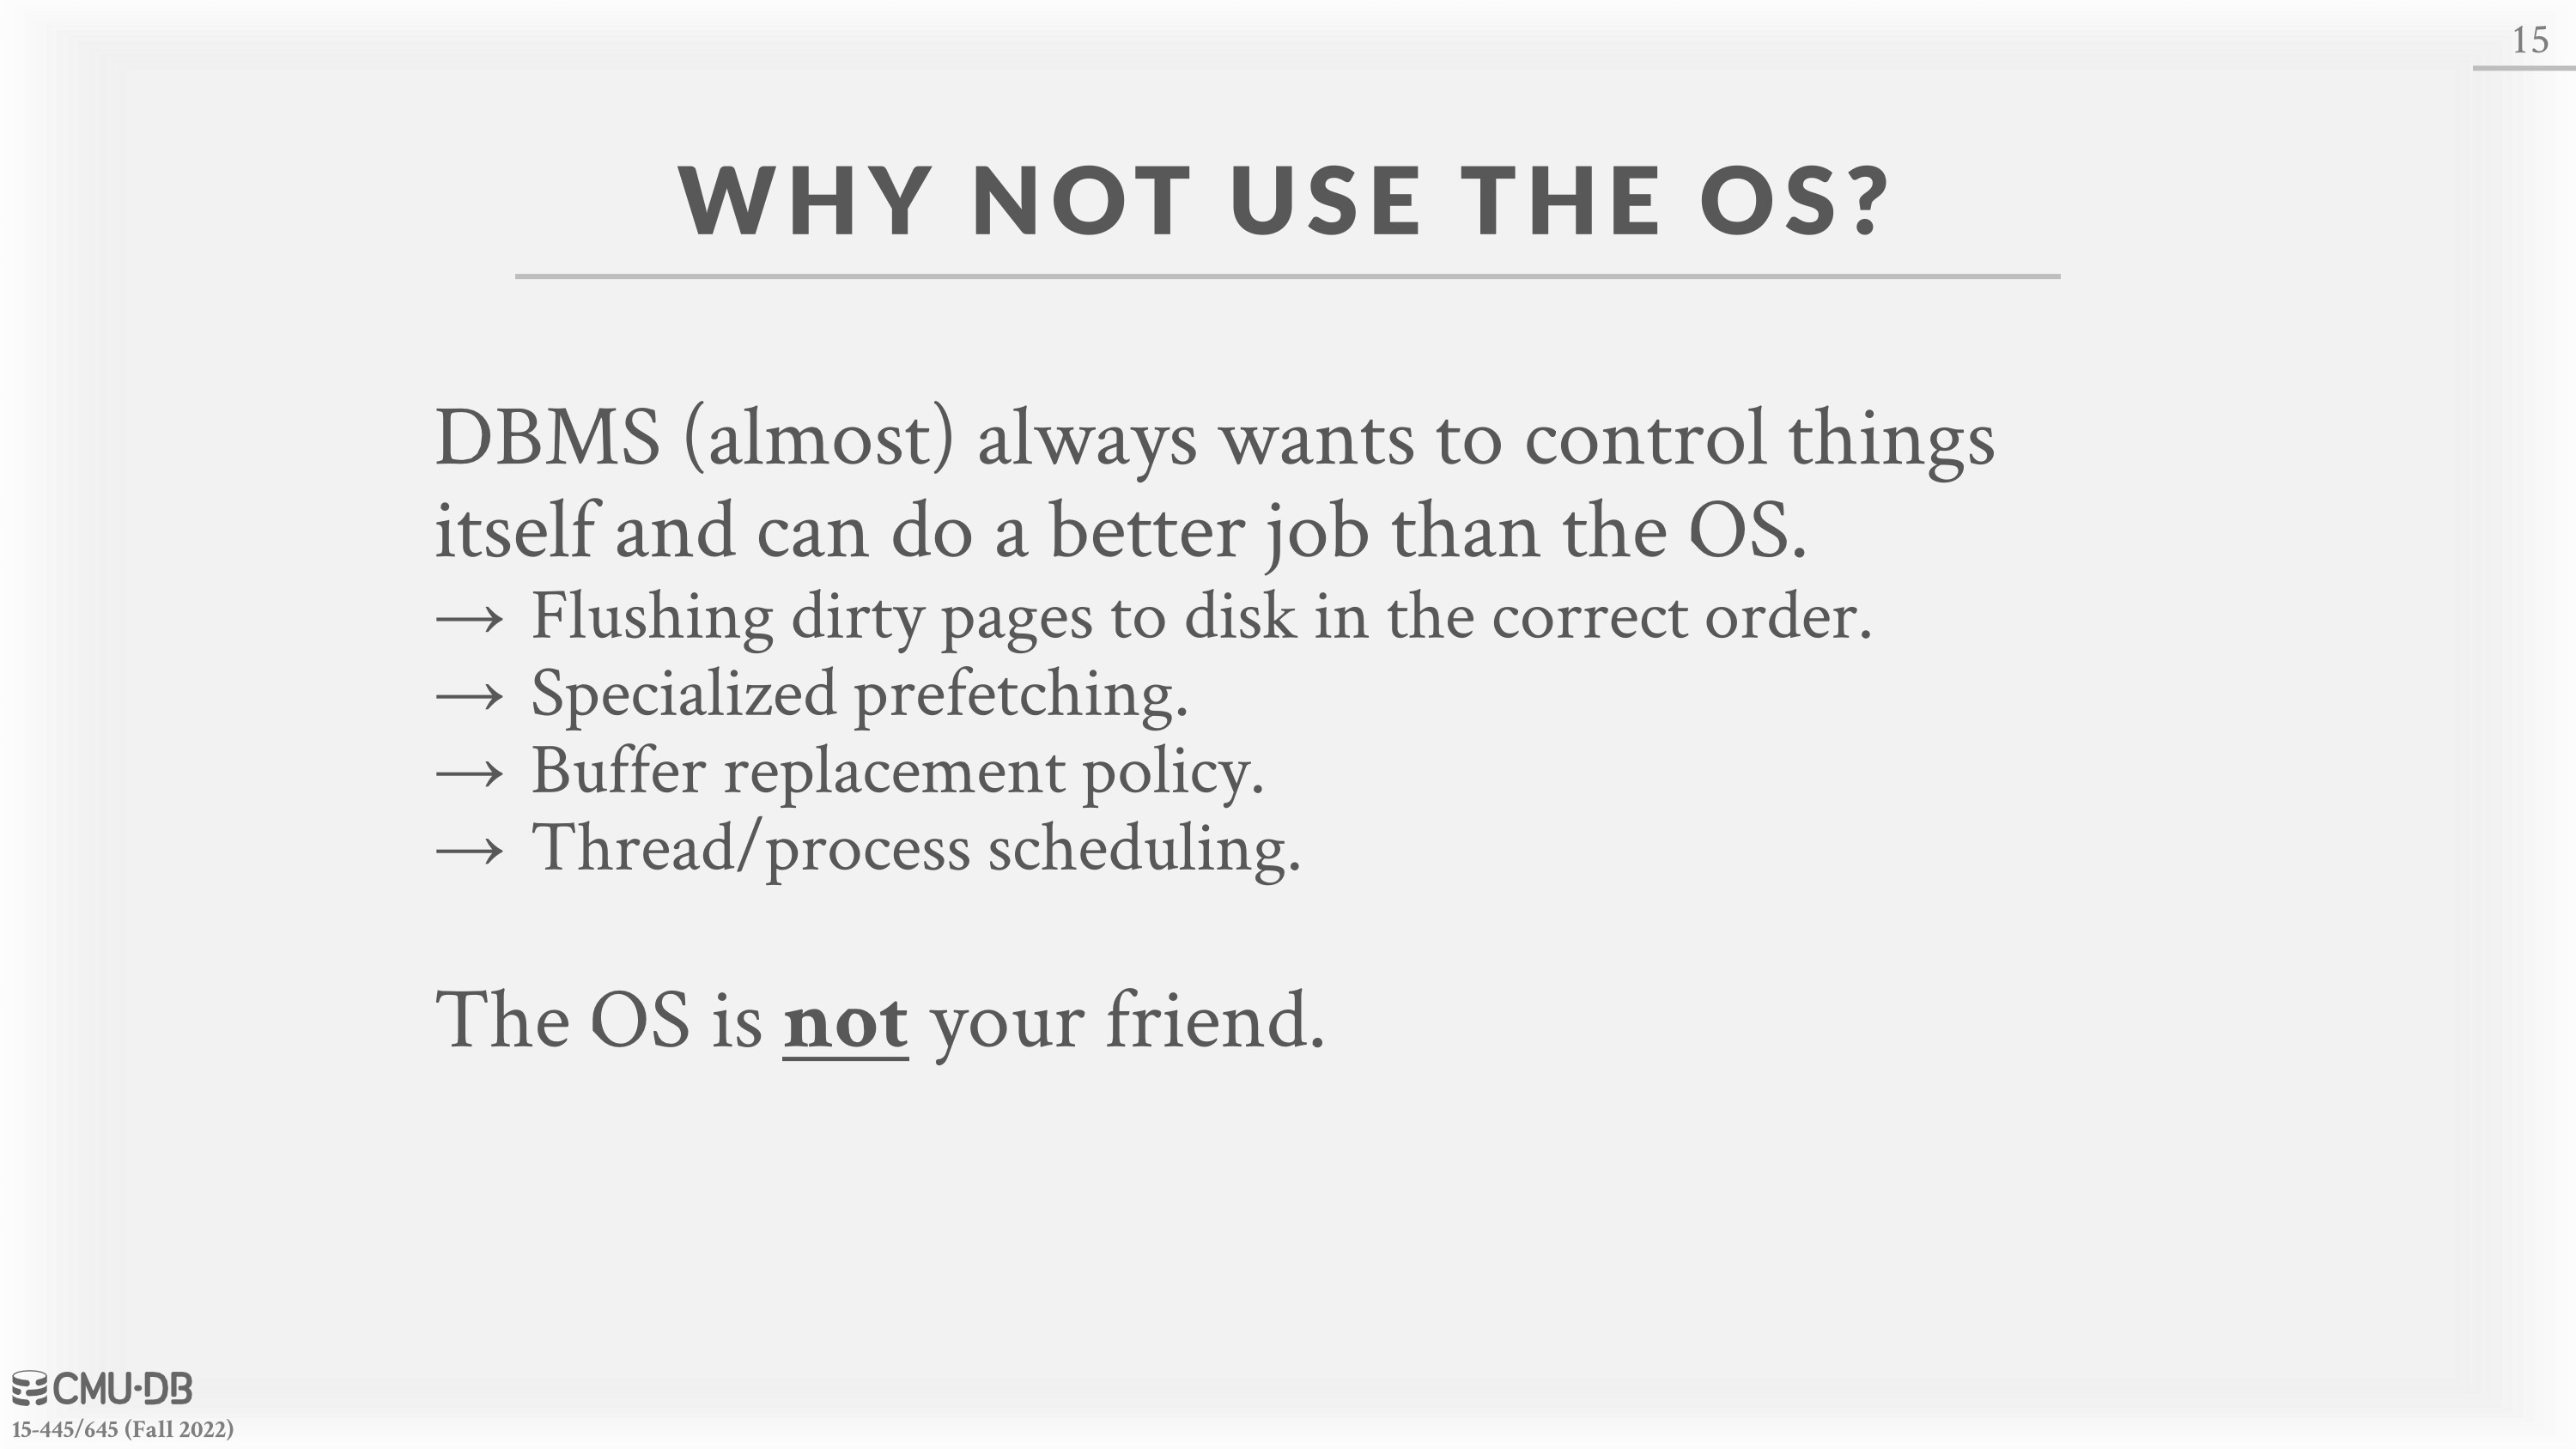 15
WHY NOT USE THE OS?
DBMS (almost) always wants to control things
itself and can do a better job than the OS.
→ Flushing dirty pages to disk in the correct order.
→ Specialized prefetching.
→ Buffer replacement policy.
→ Thread/process scheduling.
The OS is not your friend.
CMU·DB
15-445/645 (Fall 2022)